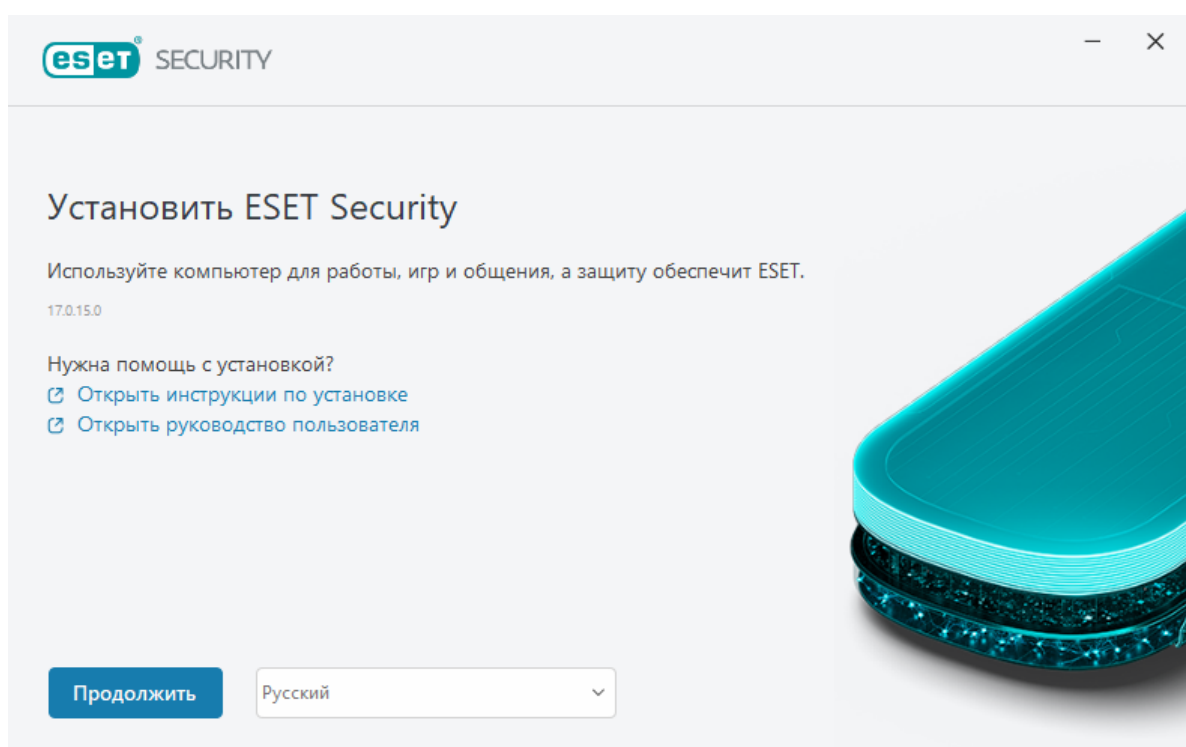 eset® SECURITY
Установить ESET Security
Используйте компьютер для работы, игр и общения, а защиту обеспечит ESET.
17.0.15.0
Нужна помощь с установкой?
Открыть инструкции по установке
Открыть руководство пользователя
Продолжить
Русский